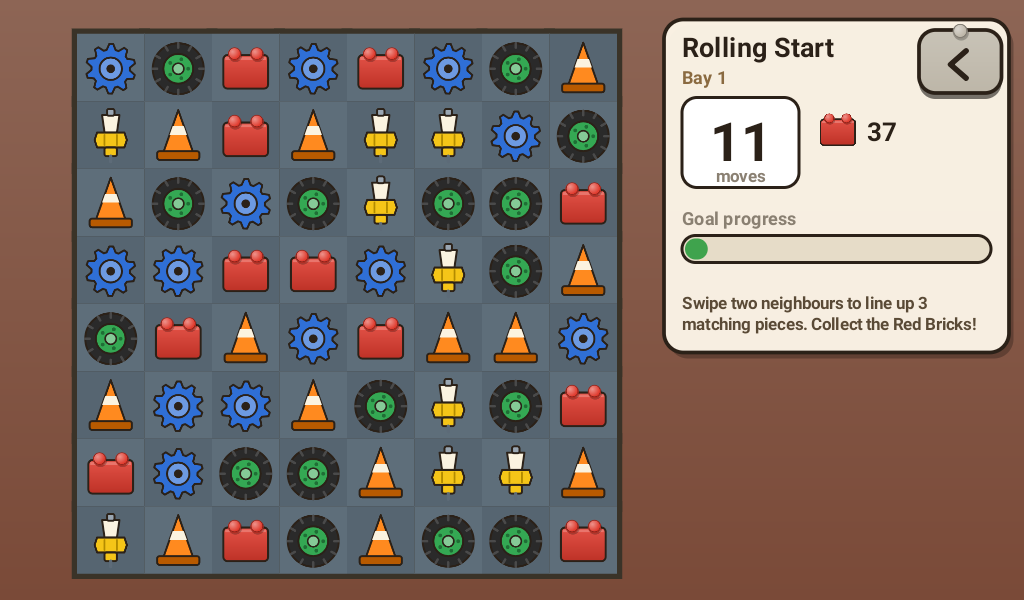 Rolling Start
Bay 1
11
moves
37
Goal progress
Swipe two neighbours to line up 3
matching pieces. Collect the Red Bricks!